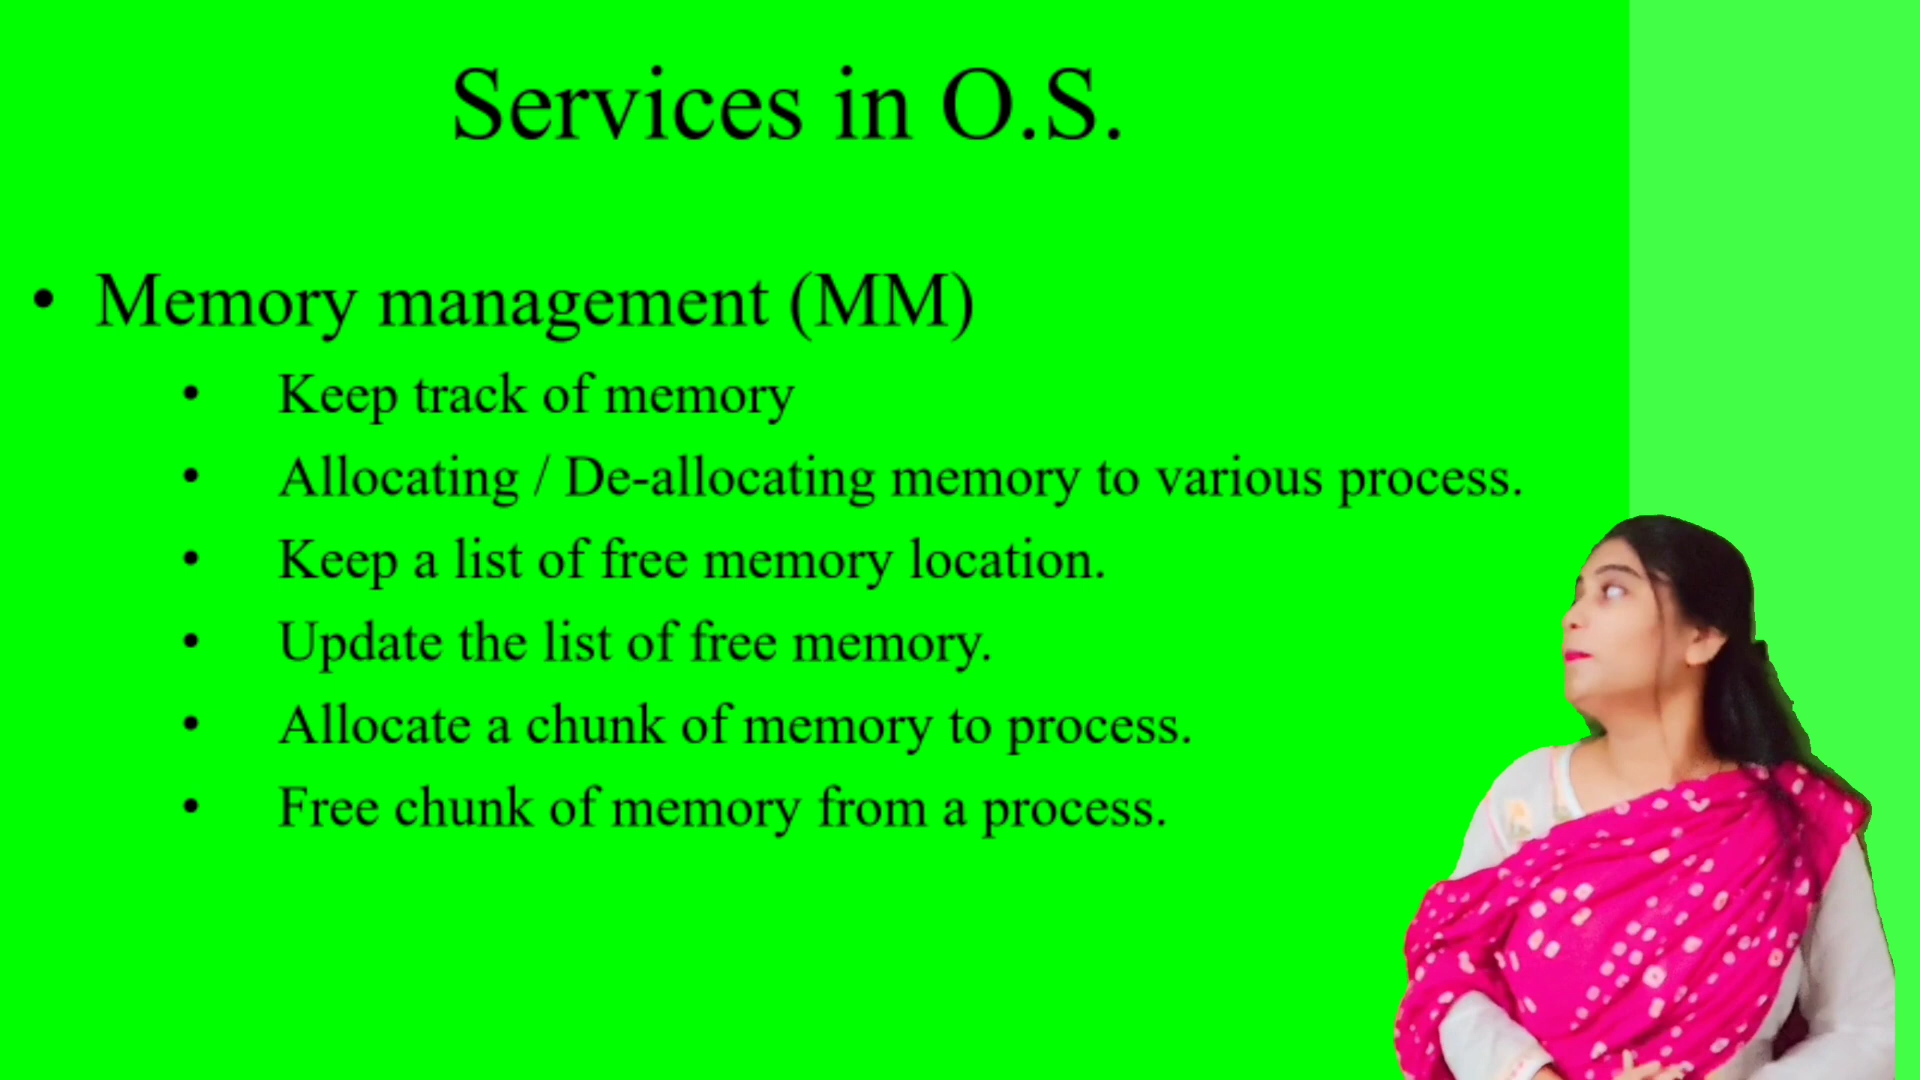 Services in O.S.
• Memory management (MM)
• Keep track of memory
• Allocating / De-allocating memory to various process.
• Keep a list of free memory location.
• Update the list of free memory.
• Allocate a chunk of memory to process.
• Free chunk of memory from a process.